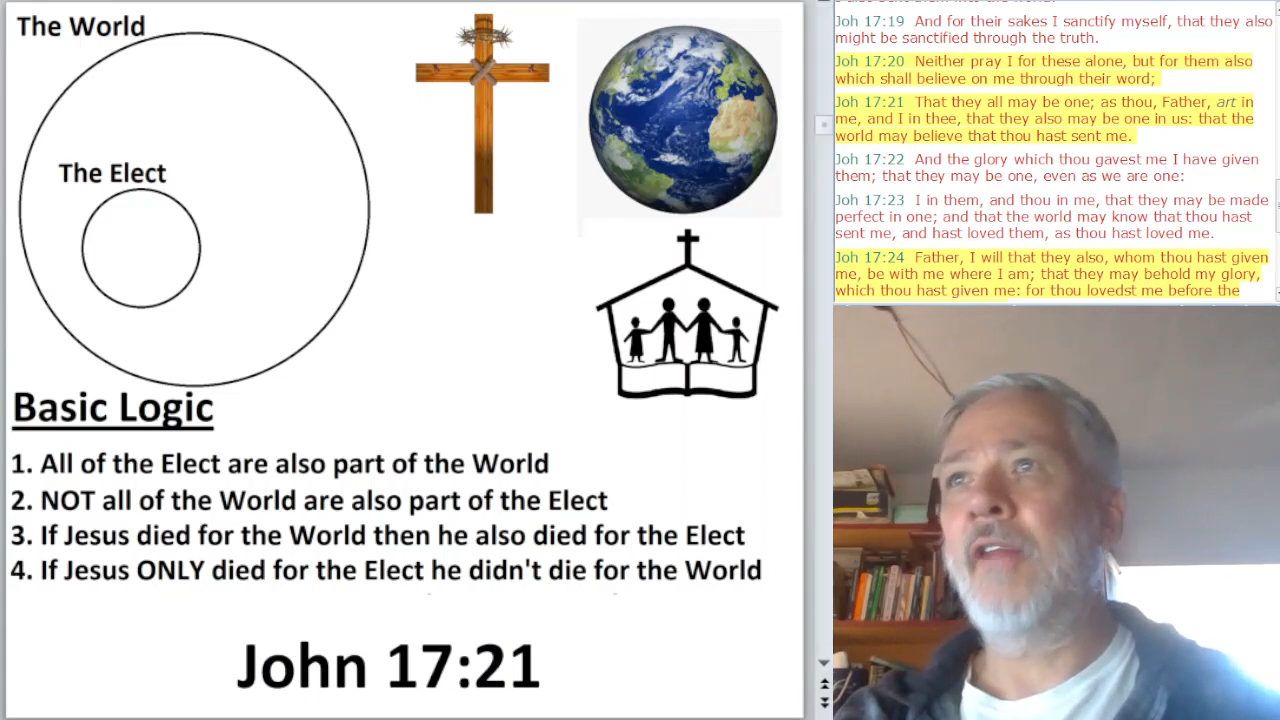 The World
The Elect
Basic Logic
1. All of the Elect are also part of the World
2. NOT all of the World are also part of the Elect
3. If Jesus died for the World then he also died for the Elect
4. If Jesus ONLY died for the Elect he didn't die for the World
John 17:21
Joh 17:19 And for their sakes I sanctify myself, that they also
might be sanctified through the truth.
Joh 17:20 Neither pray I for these alone, but for them also
which shall believe on me through their word;
Joh 17:21 That they all may be one; as thou, Father, art in
me, and I in thee, that they also may be one in us: that the
world may believe that thou hast sent me.
Joh 17:22 And the glory which thou gavest me I have given
them; that they may be one, even as we are one:
Joh 17:23 I in them, and thou in me, that they may be made
perfect in one; and that the world may know that thou hast
sent me, and hast loved them, as thou hast loved me.
Joh 17:24 Father, I will that they also, whom thou hast given
me, be with me where I am; that they may behold my glory,
which thou hast given me: for thou lovedst me before the